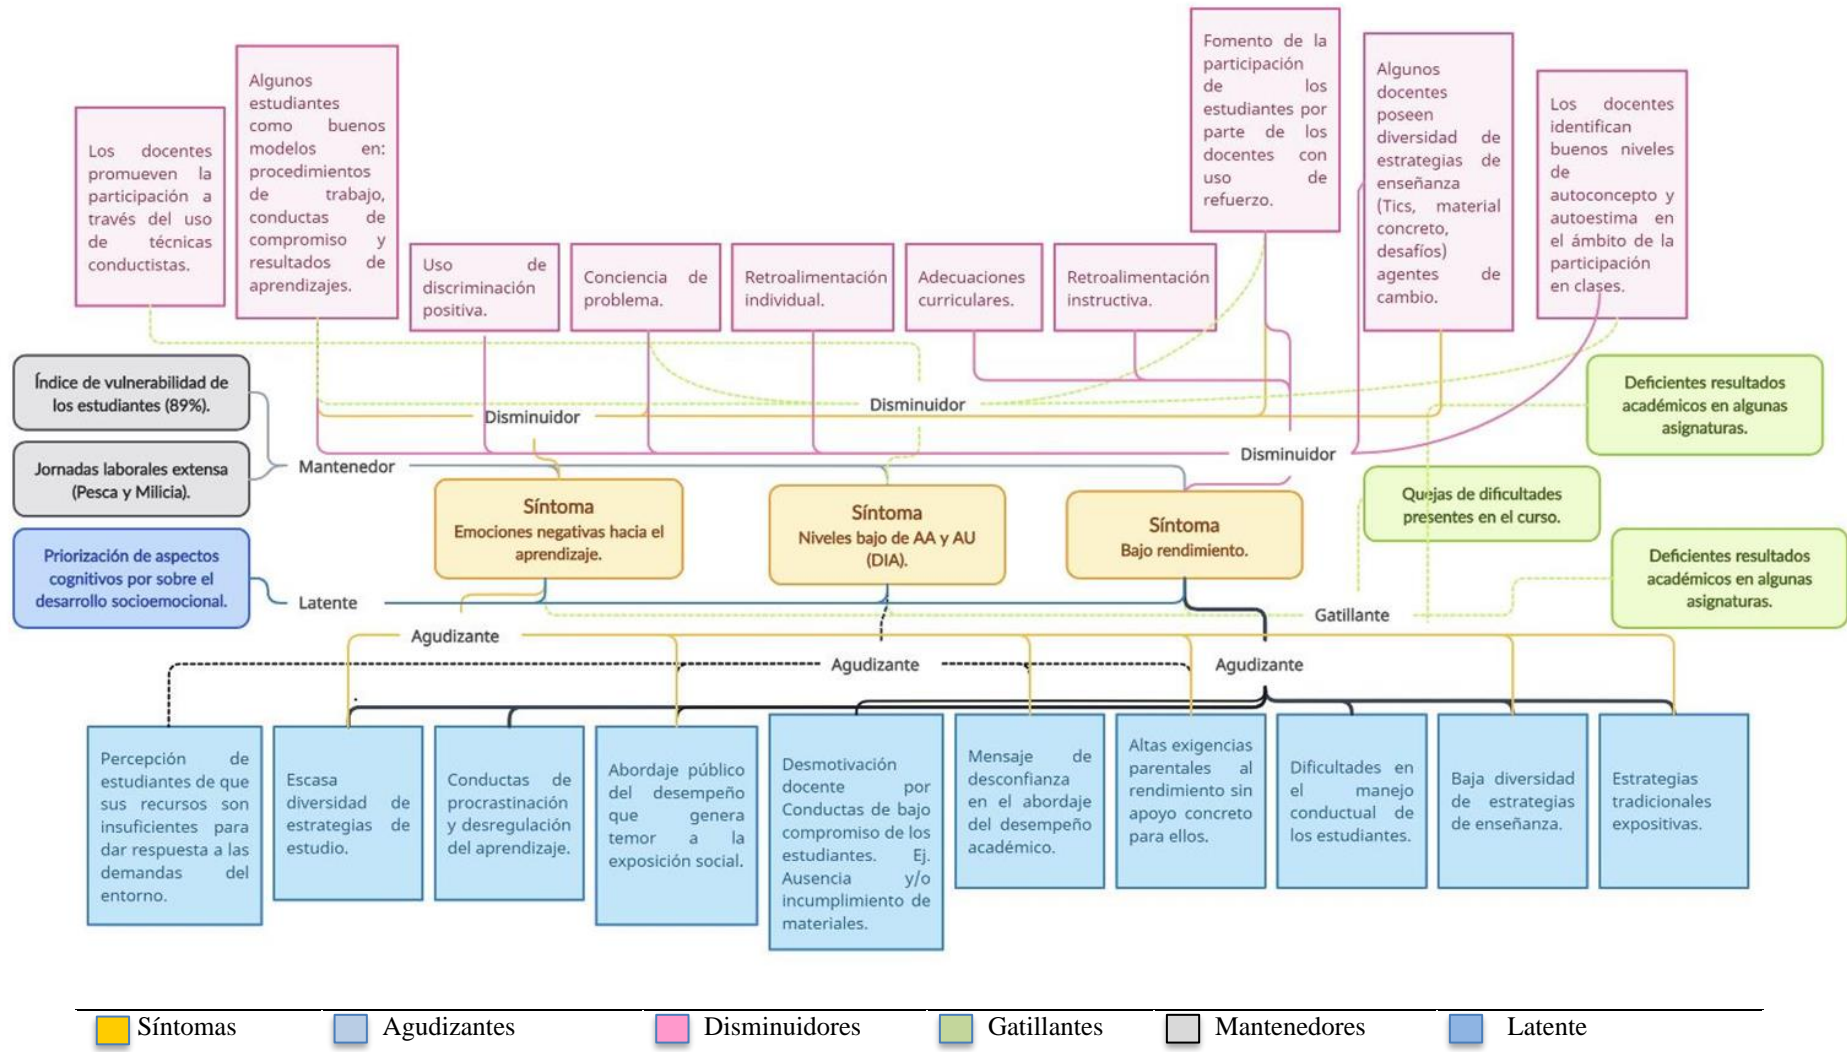 Los docentes
promueven la
participación a
través del uso
de técnicas
conductistas.
Algunos
estudiantes
como buenos
modelos en:
procedimientos
de trabajo,
conductas de
compromiso y
resultados de
aprendizajes.
Uso de
discriminación
positiva.
Conciencia de
problema.
Retroalimentación
individual.
Adecuaciones
curriculares.
Retroalimentación
instructiva.
Fomento de la
participación
de los
estudiantes por
parte de los
docentes con
uso de
refuerzo.
Algunos
docentes
poseen
diversidad de
estrategias de
enseñanza
(Tics, material
concreto,
desafíos)
agentes de
cambio.
Los docentes
identifican
buenos niveles
de
autoconcepto y
autoestima en
el ámbito de la
participación
en clases.
Índice de vulnerabilidad de
los estudiantes (89%).
Jornadas laborales extensa
(Pesca y Milicia).
Priorización de aspectos
cognitivos por sobre el
desarrollo socioemocional.
Disminuidor
Disminuidor
Disminuidor
Mantenedor
Deficientes resultados
académicos en algunas
asignaturas.
Quejas de dificultades
presentes en el curso.
Deficientes resultados
académicos en algunas
asignaturas.
Síntoma
Emociones negativas hacia el
aprendizaje.
Síntoma
Niveles bajo de AA y AU
(DIA).
Síntoma
Bajo rendimiento.
Latente
Gatillante
Agudizante
Agudizante
Agudizante
Percepción de
estudiantes de que
sus recursos son
insuficientes para
dar respuesta a las
demandas del
entorno.
Escasa
diversidad de
estrategias de
estudio.
Conductas de
procrastinación
y desregulación
del aprendizaje.
Abordaje público
del desempeño
que genera
temor a la
exposición social.
Desmotivación
docente por
Conductas de bajo
compromiso de los
estudiantes. Ej.
Ausencia y/o
incumplimiento de
materiales.
Mensaje de
desconfianza
en el abordaje
del desempeño
académico.
Altas exigencias
parentales al
rendimiento sin
apoyo concreto
para ellos.
Dificultades en
el manejo
conductual de
los estudiantes.
Baja diversidad
de estrategias
de enseñanza.
Estrategias
tradicionales
expositivas.
Síntomas Agudizantes Disminuidores Gatillantes Mantenedores Latente